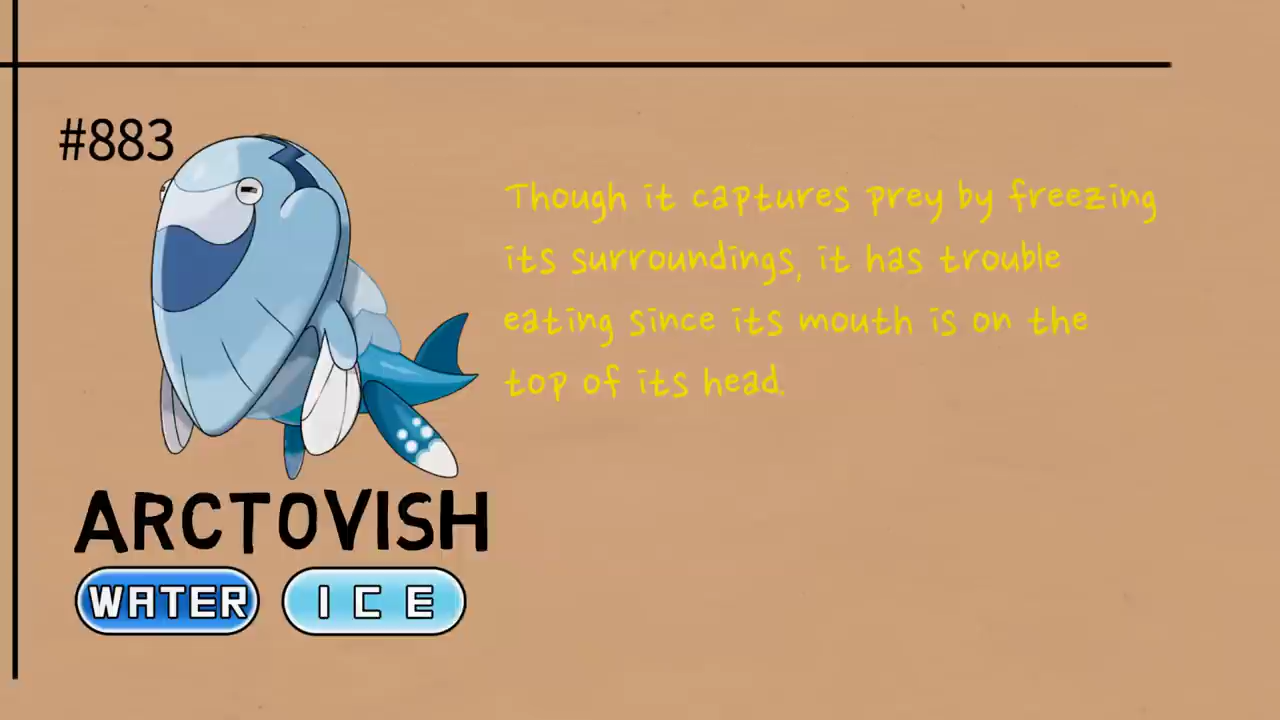 #883
Though it captures prey by freezing
its surroundings, it has trouble
eating since its mouth is on the
top of its head.
ARCTOVISH
WATER ICE